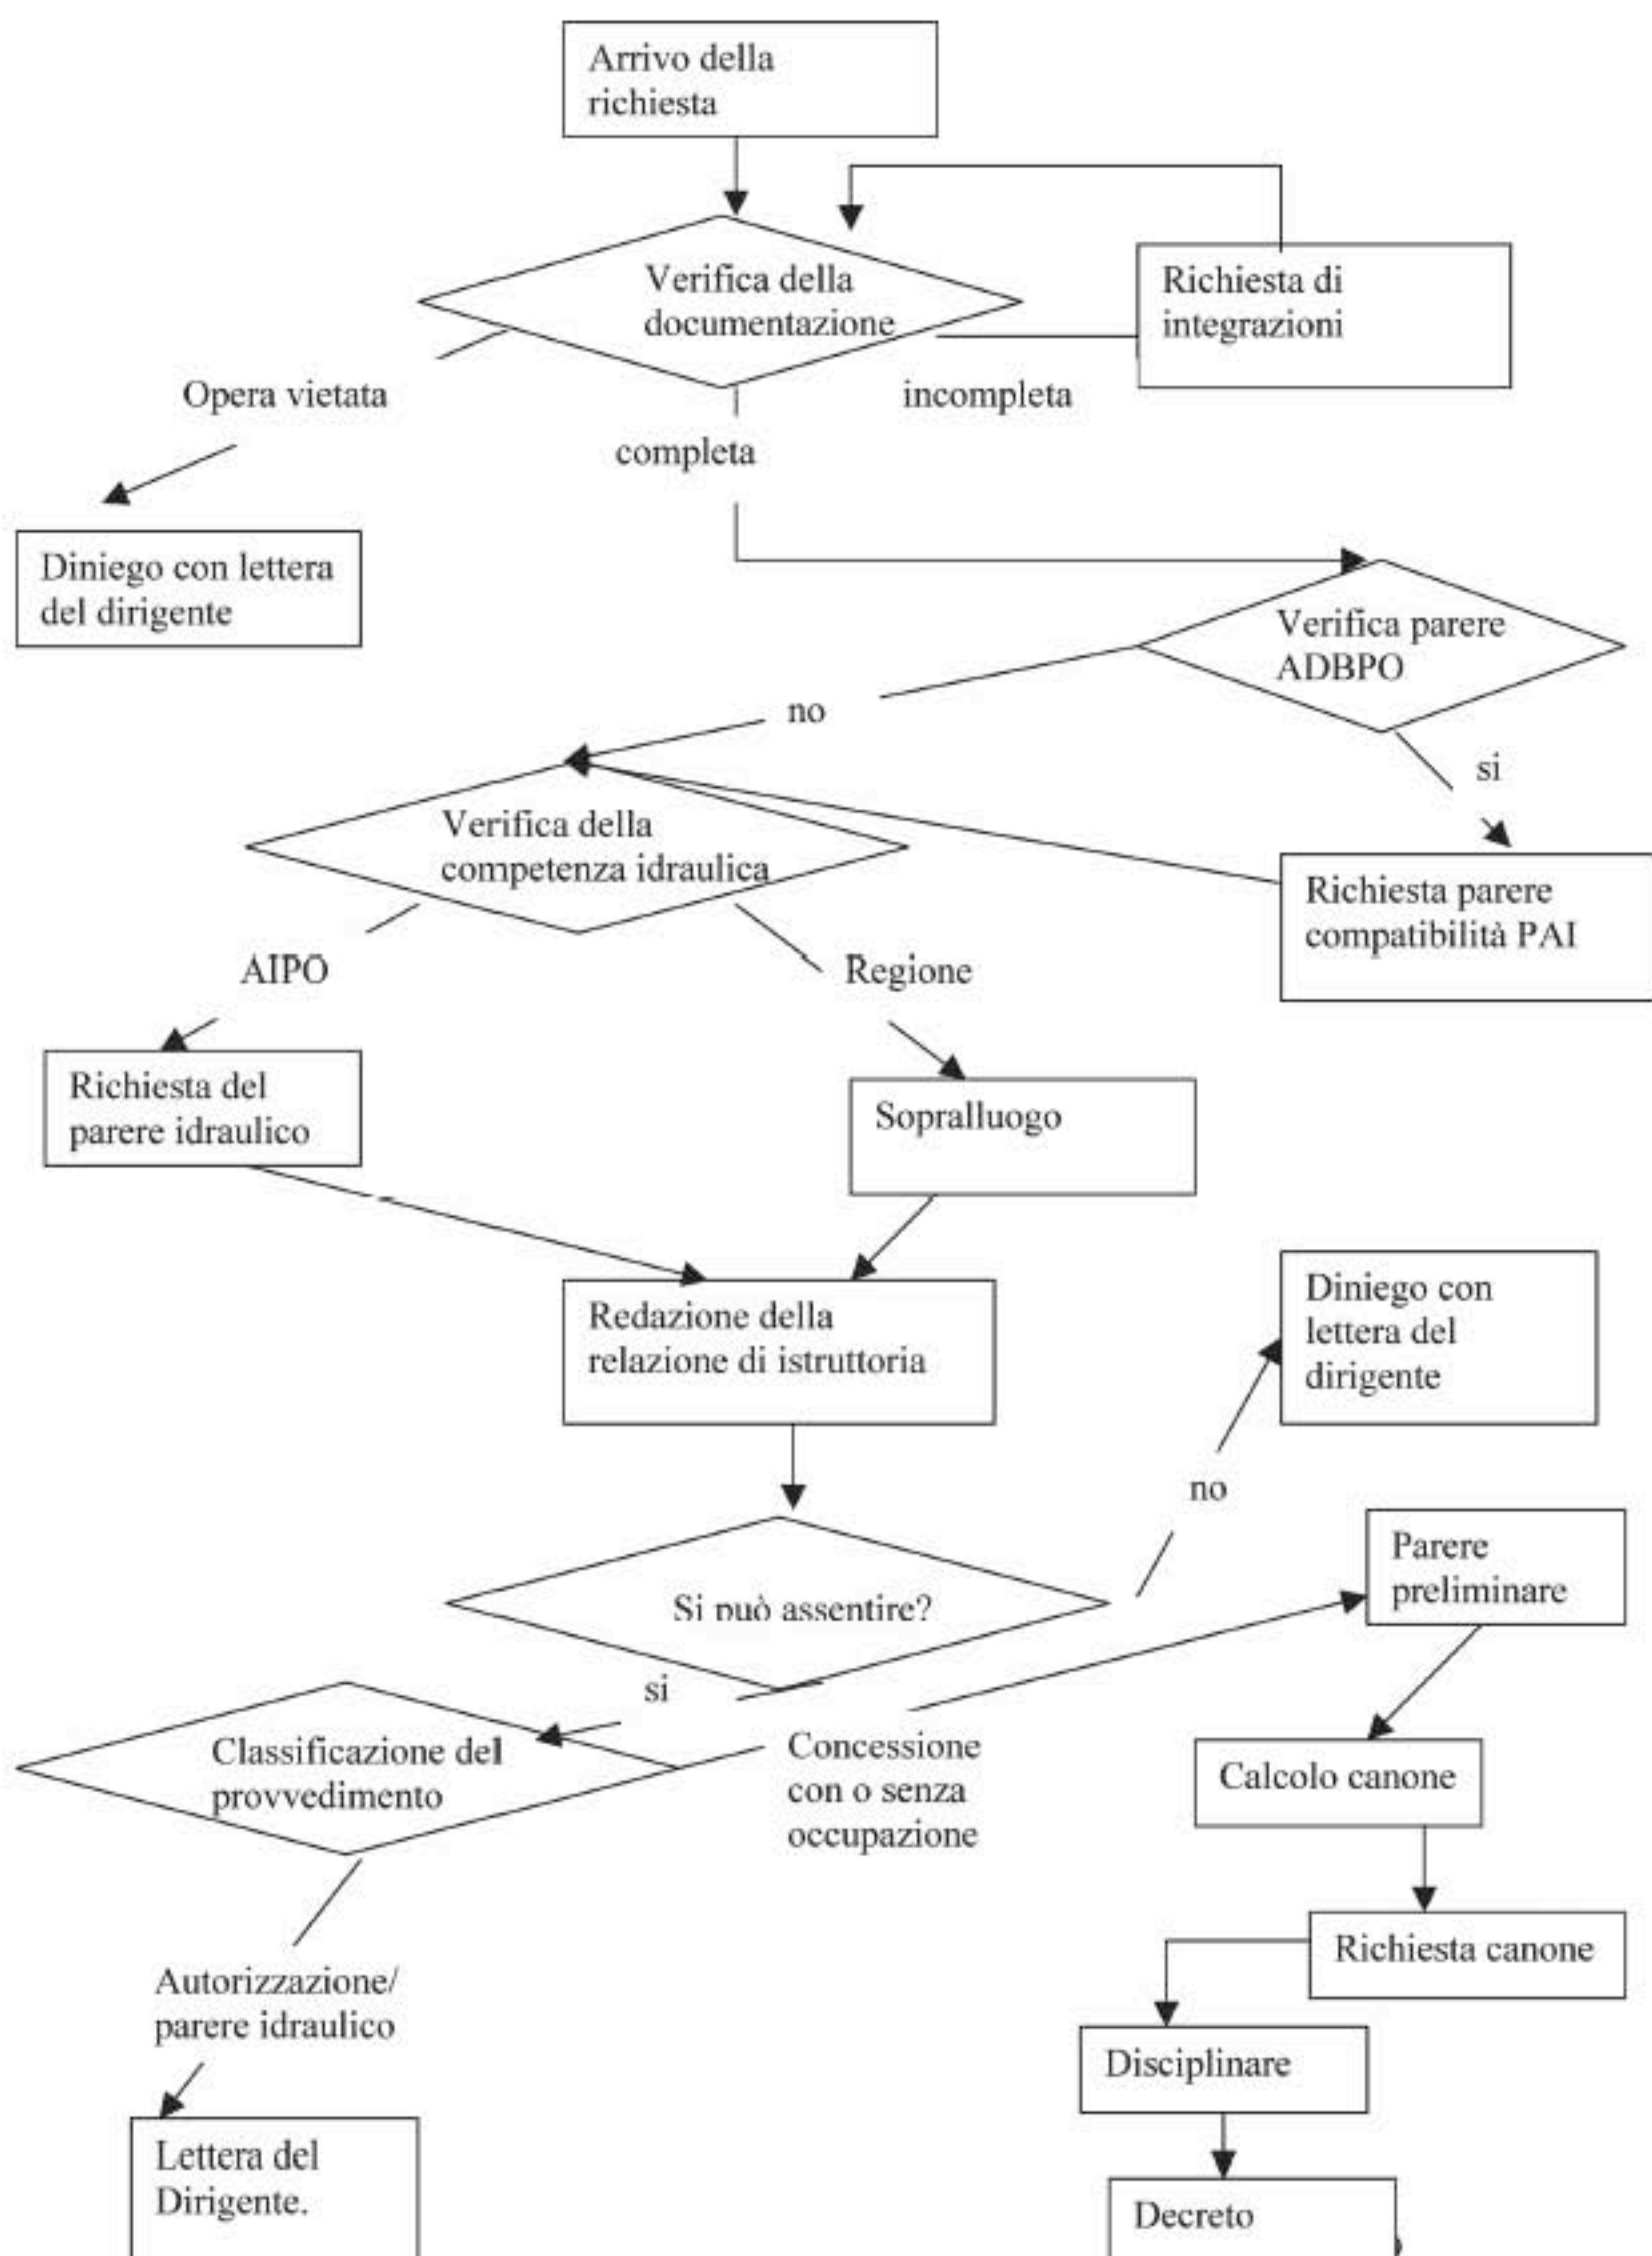 Arrivo della
richiesta
Verifica della
documentazione
Richiesta di
integrazioni
Opera vietata
incompleta
completa
Diniego con lettera
del dirigente
Verifica parere
ADBPO
no
si
Verifica della
competenza idraulica
Richiesta parere
compatibilità PAI
AIPO
Regione
Richiesta del
parere idraulico
Sopralluogo
Redazione della
relazione di istruttoria
Diniego con
lettera del
dirigente
no
Si può assentire?
Parere
preliminare
si
Classificazione del
provvedimento
Concessione
con o senza
occupazione
Calcolo canone
Richiesta canone
Autorizzazione/
parere idraulico
Disciplinare
Lettera del
Dirigente.
Decreto